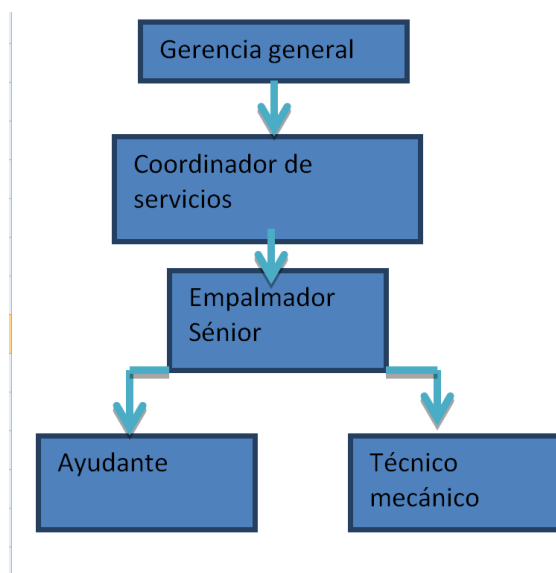 Gerencia general
Coordinador de
servicios
Empalmador
Sénior
Ayudante
Técnico
mecánico